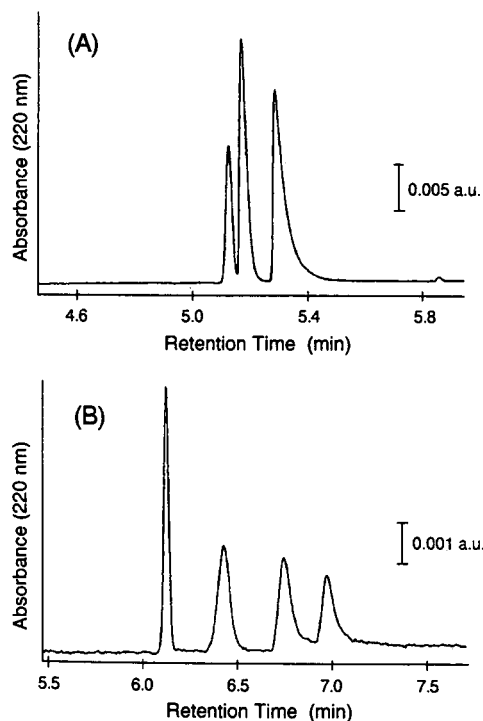 (A)
Absorbance (220 nm)
0.005 a.u.
4.6 5.0 5.4 5.8
Retention Time (min)
(B)
Absorbance (220 nm)
0.001 a.u.
5.5 6.0 6.5 7.0 7.5
Retention Time (min)